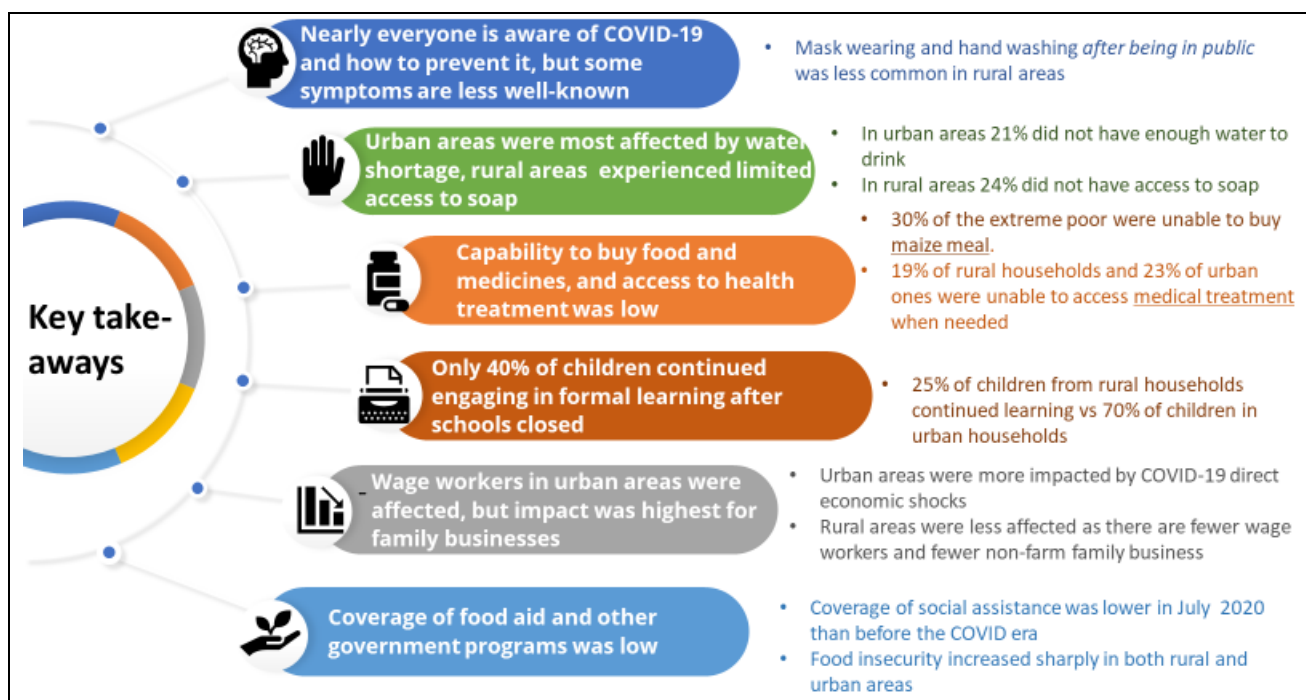 Key take-
aways
Nearly everyone is aware of COVID-19
and how to prevent it, but some
symptoms are less well-known
• Mask wearing and hand washing after being in public
was less common in rural areas
Urban areas were most affected by water
shortage, rural areas experienced limited
access to soap
• In urban areas 21% did not have enough water to
drink
• In rural areas 24% did not have access to soap
Capability to buy food and
medicines, and access to health
treatment was low
• 30% of the extreme poor were unable to buy
maize meal.
• 19% of rural households and 23% of urban
ones were unable to access medical treatment
when needed
Only 40% of children continued
engaging in formal learning after
schools closed
• 25% of children from rural households
continued learning vs 70% of children in
urban households
- Wage workers in urban areas were
affected, but impact was highest for
family businesses
• Urban areas were more impacted by COVID-19 direct
economic shocks
• Rural areas were less affected as there are fewer wage
workers and fewer non-farm family business
Coverage of food aid and other
government programs was low
• Coverage of social assistance was lower in July 2020
than before the COVID era
• Food insecurity increased sharply in both rural and
urban areas